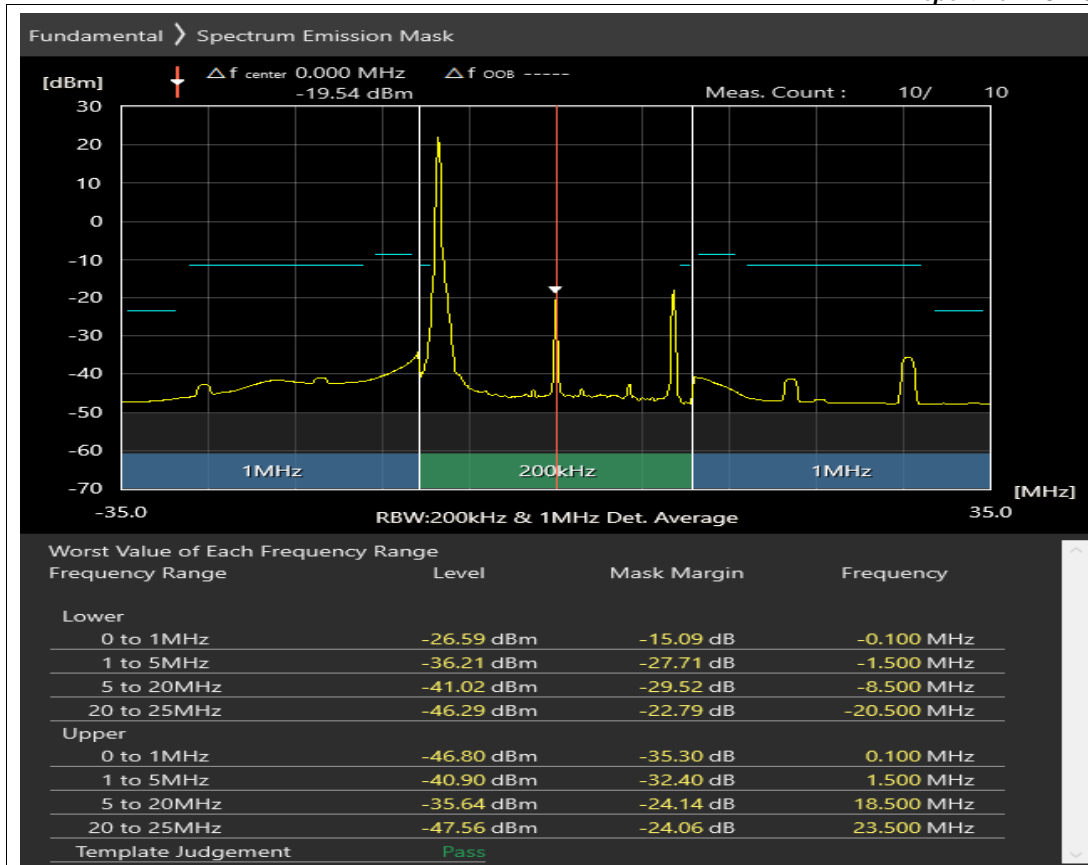 Fundamental 〉 Spectrum Emission Mask
[dBm]
△ f center 0.000 MHz △ f OOB -----
-19.54 dBm Meas. Count : 10/ 10
30
20
10
0
-10
-20
-30
-40
-50
-60
-70
1MHz 200kHz 1MHz
[MHz]
-35.0 RBW:200kHz & 1MHz Det. Average 35.0
Worst Value of Each Frequency Range
Frequency Range Level Mask Margin Frequency
Lower
0 to 1MHz -26.59 dBm -15.09 dB -0.100 MHz
1 to 5MHz -36.21 dBm -27.71 dB -1.500 MHz
5 to 20MHz -41.02 dBm -29.52 dB -8.500 MHz
20 to 25MHz -46.29 dBm -22.79 dB -20.500 MHz
Upper
0 to 1MHz -46.80 dBm -35.30 dB 0.100 MHz
1 to 5MHz -40.90 dBm -32.40 dB 1.500 MHz
5 to 20MHz -35.64 dBm -24.14 dB 18.500 MHz
20 to 25MHz -47.56 dBm -24.06 dB 23.500 MHz
Template Judgement Pass